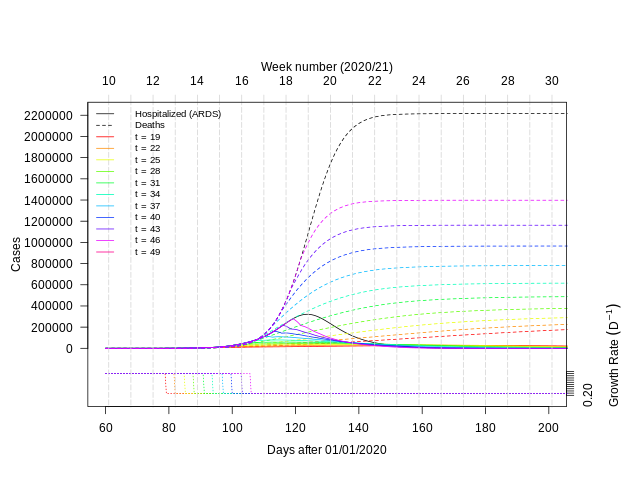 Week number (2020/21)
10 12 14 16 18 20 22 24 26 28 30
2200000
2000000
1800000
1600000
1400000
1200000
1000000
800000
600000
400000
200000
0
Cases
Hospitalized (ARDS)
Deaths
t = 19
t = 22
t = 25
t = 28
t = 31
t = 34
t = 37
t = 40
t = 43
t = 46
t = 49
0.20
Growth Rate (D⁻¹)
60 80 100 120 140 160 180 200
Days after 01/01/2020